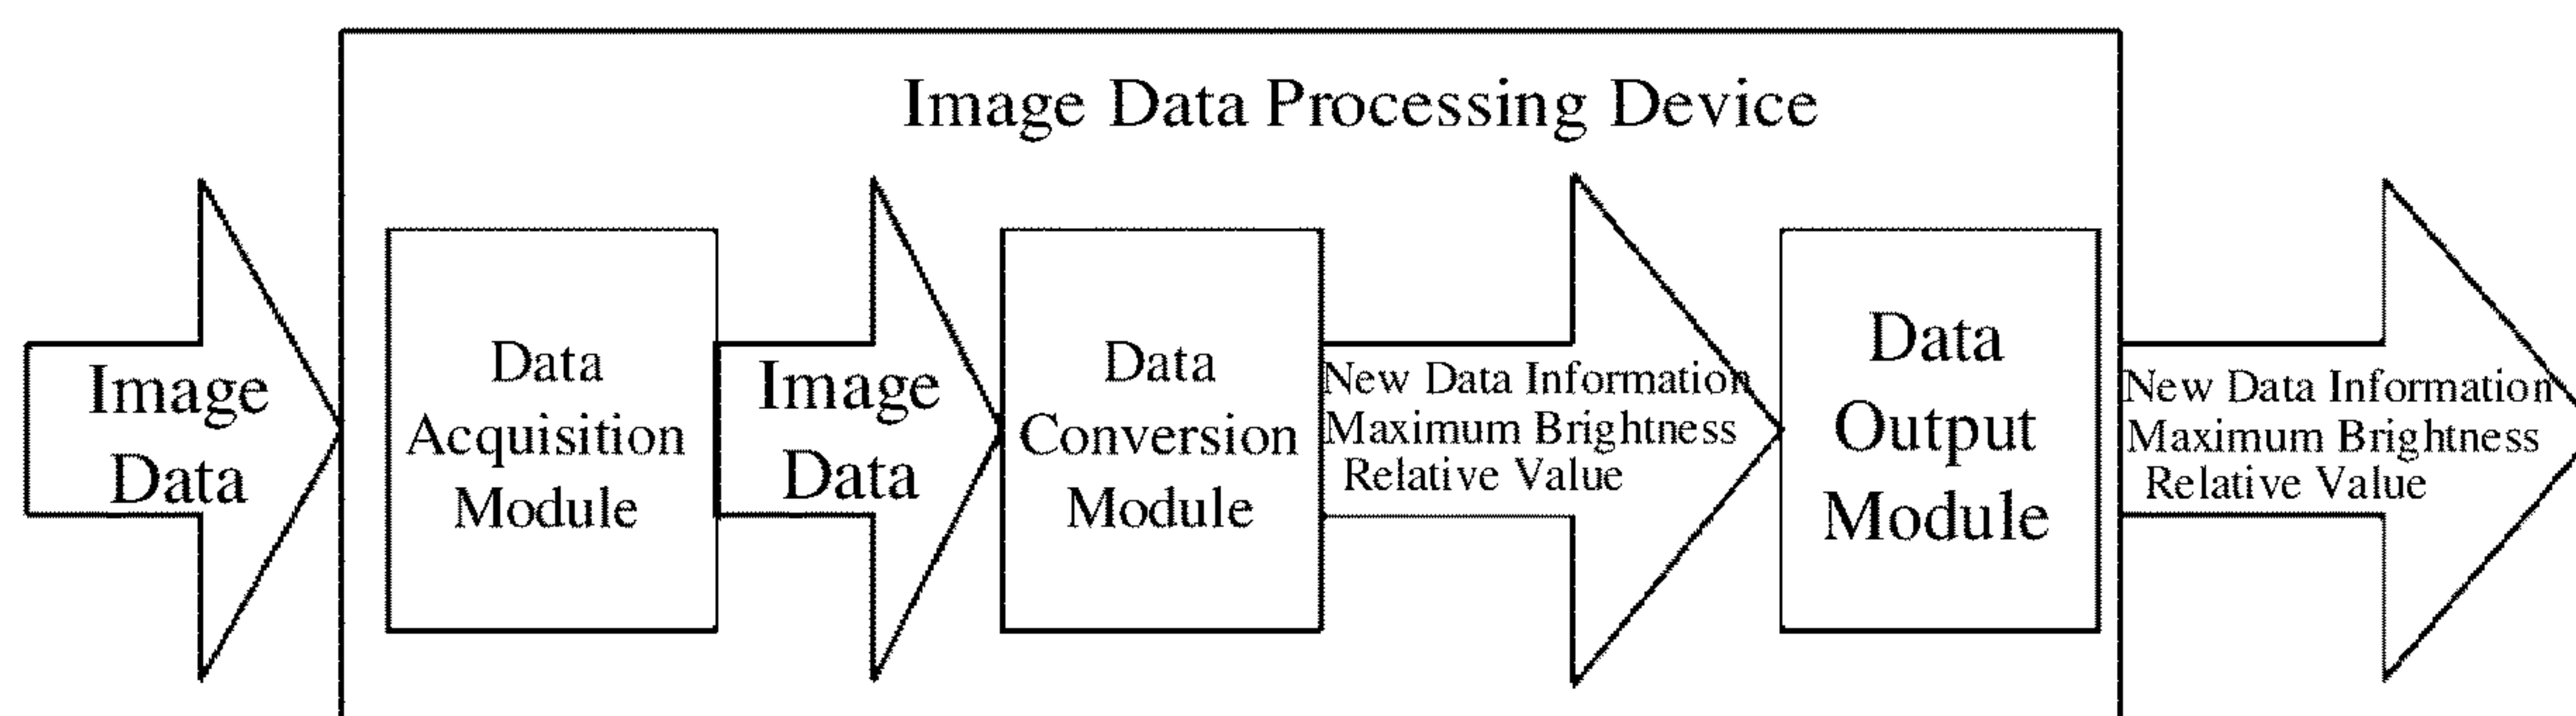 Image Data Processing Device
Image
Data
Data
Acquisition
Module
Image
Data
Data
Conversion
Module
New Data Information
Maximum Brightness
Relative Value
Data
Output
Module
New Data Information
Maximum Brightness
Relative Value